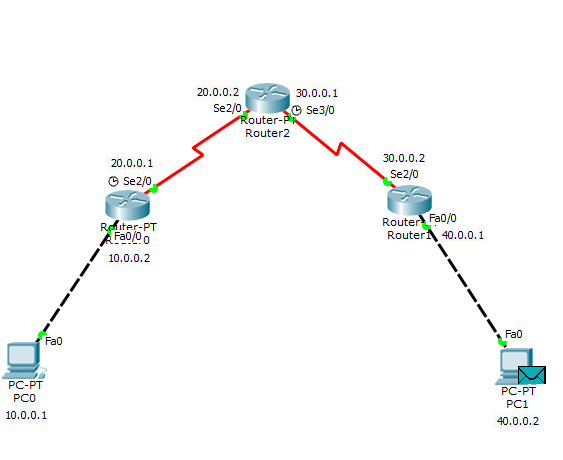 20.0.0.2
30.0.0.1
Se2/0
Se3/0
Router-PT
Router2
20.0.0.1
Se2/0
30.0.0.2
Se2/0
Router-PT
Fa0/0
10.0.0.2
Fa0/0
Router1
40.0.0.1
Fa0
PC-PT
PC0
10.0.0.1
Fa0
PC-PT
PC1
40.0.0.2